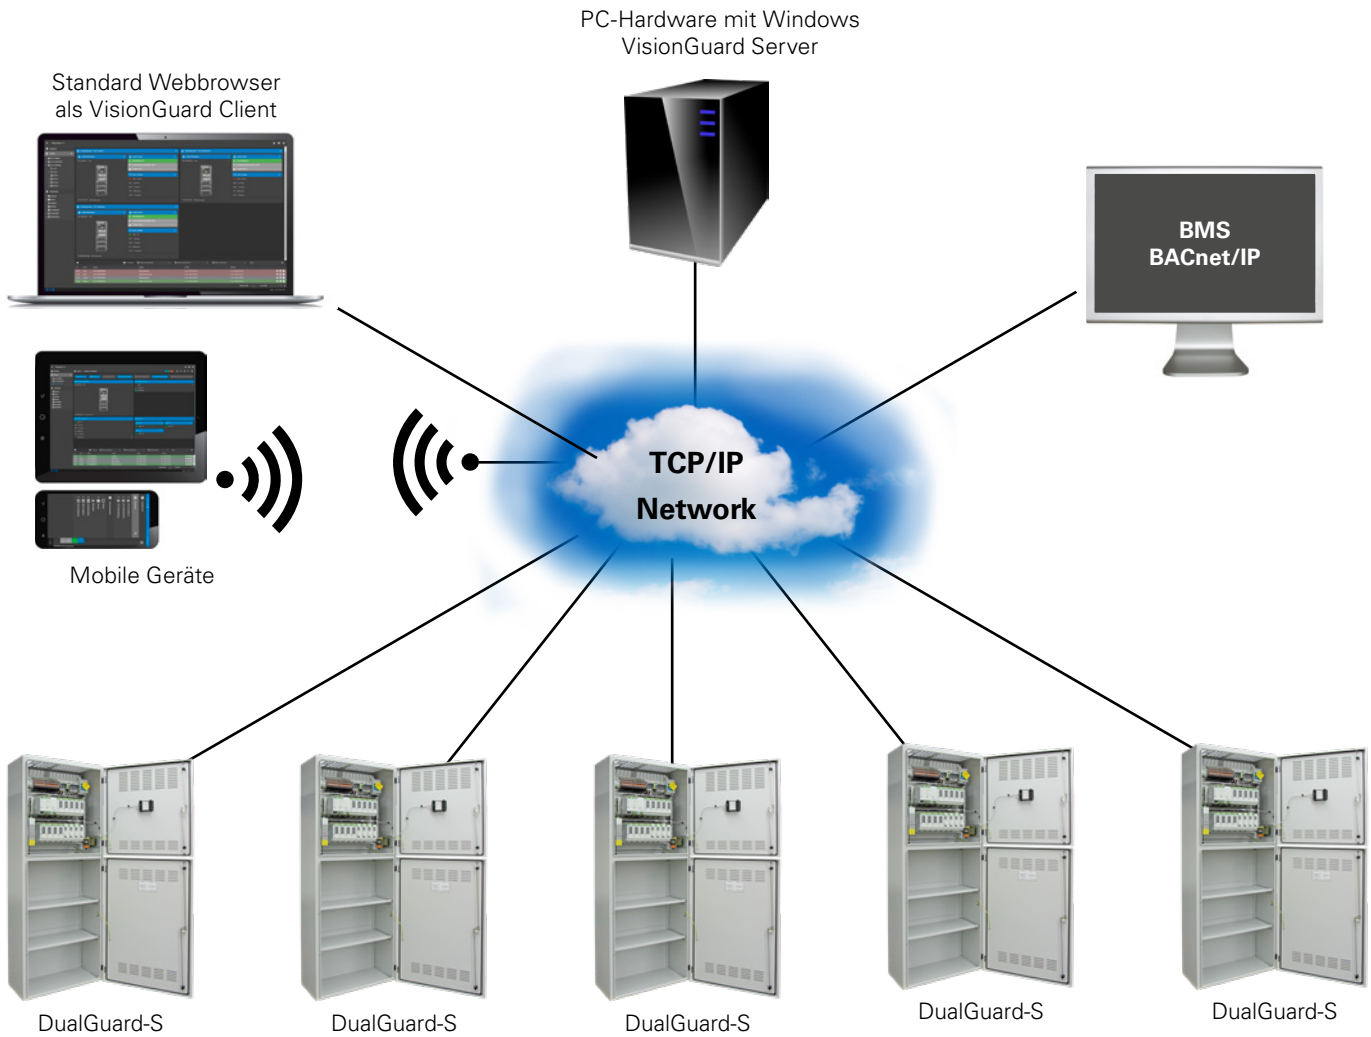 PC-Hardware mit Windows
VisionGuard Server
Standard Webbrowser
als VisionGuard Client
BMS
BACnet/IP
TCP/IP
Network
Mobile Geräte
DualGuard-S
DualGuard-S
DualGuard-S
DualGuard-S
DualGuard-S